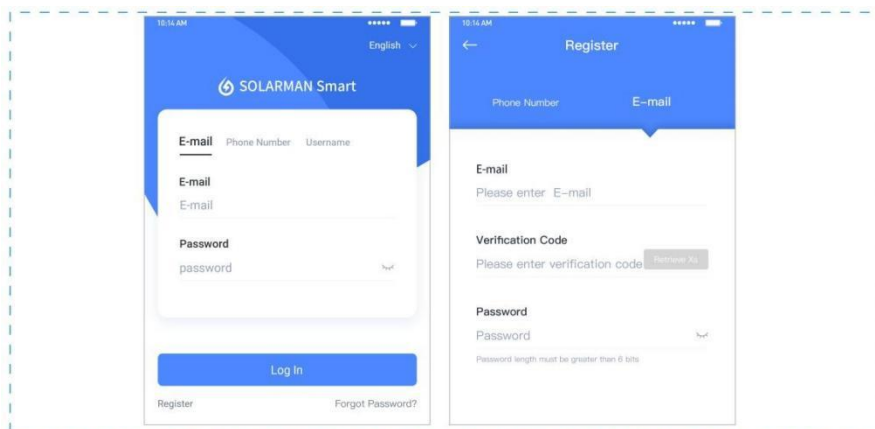 10:14 AM
English
SOLARMAN Smart
E-mail Phone Number Username
E-mail
E-mail
Password
password
Log In
Register Forgot Password?
10:14 AM
Register
Phone Number E-mail
E-mail
Please enter E-mail
Verification Code
Please enter verification code Retrieve Xs
Password
Password
Password length must be greater than 6 bits